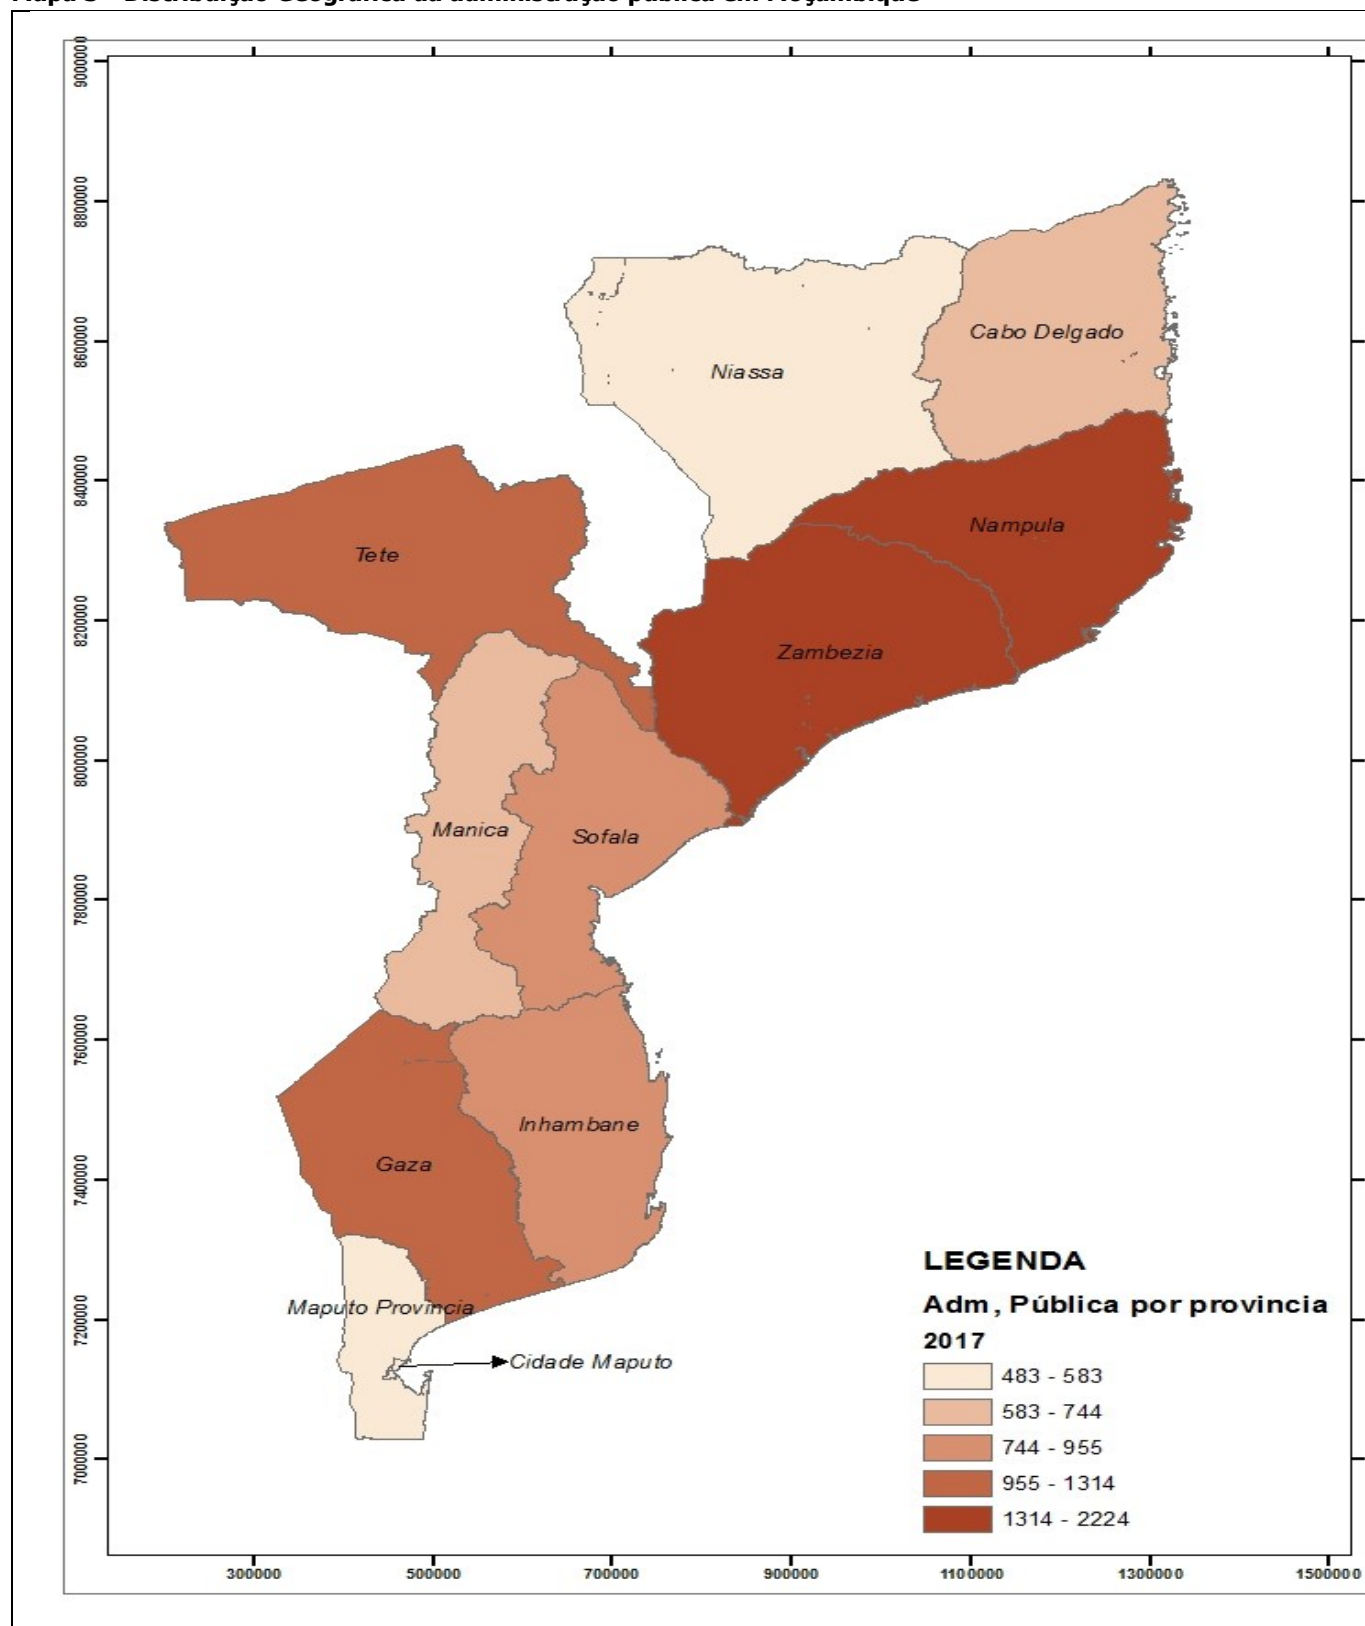 9000000
8800000
8600000
8400000
8200000
8000000
7800000
7600000
7400000
7200000
7000000
Cabo Delgado
Niassa
Nampula
Tete
Zambezia
Manica
Sofala
Inhambane
Gaza
Maputo Provincia
Cidade Maputo
LEGENDA
Adm, Pública por provincia
2017
483 - 583
583 - 744
744 - 955
955 - 1314
1314 - 2224
300000 500000 700000 900000 1100000 1300000 1500000